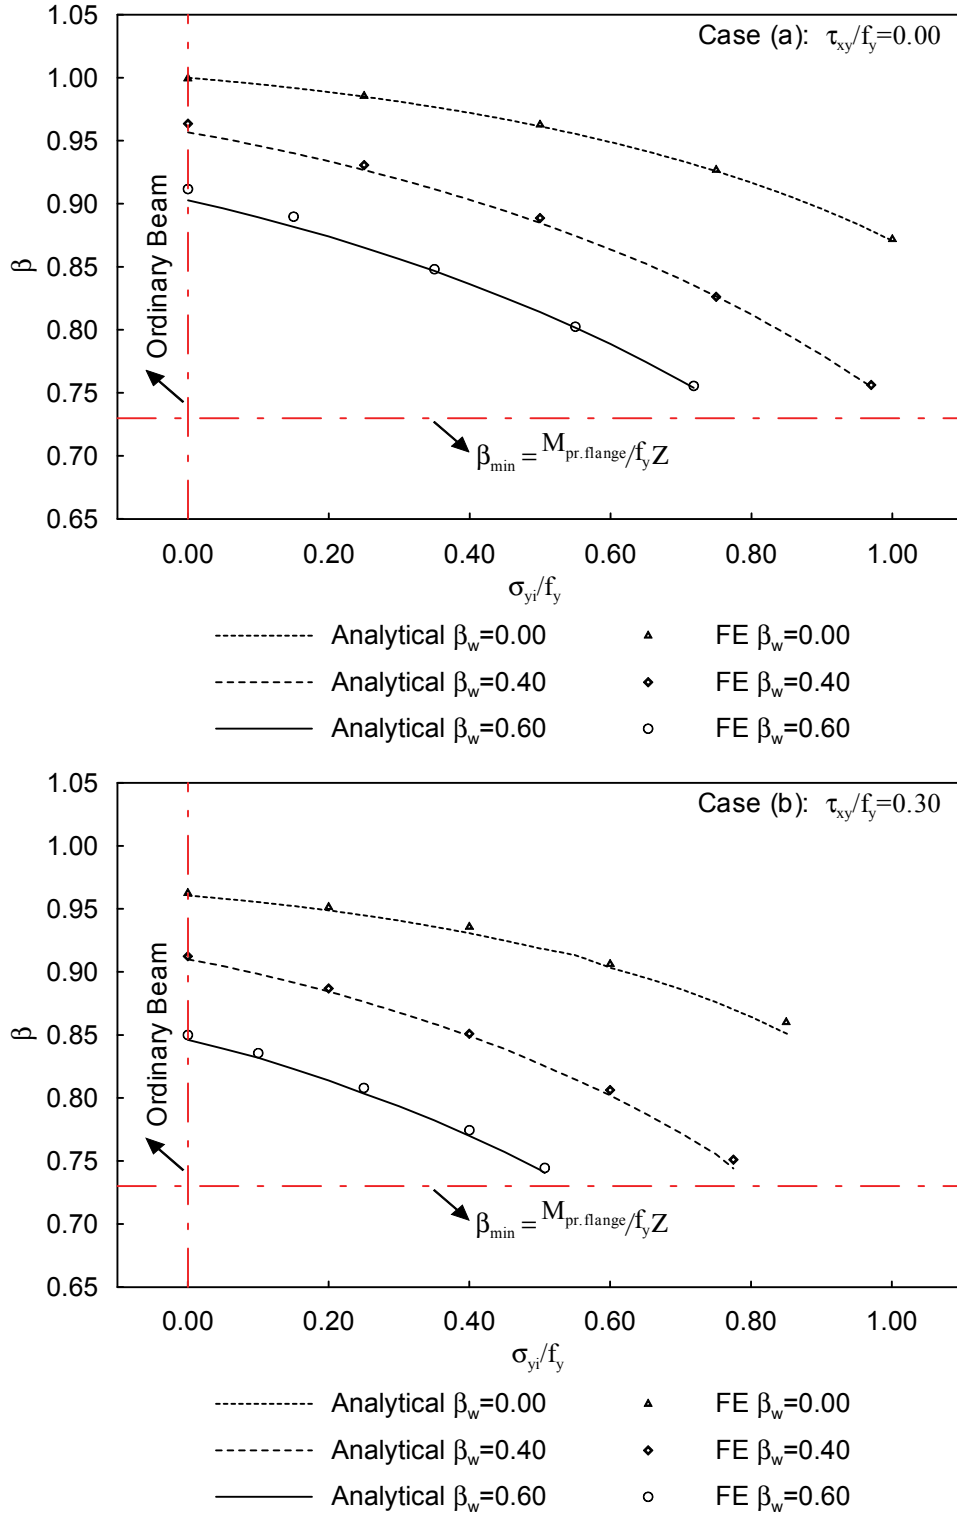 1.05
Case (a): τxy/fy=0.00
1.00
0.95
0.90
0.85
0.80
0.75
0.70
0.65
β
Ordinary Beam
βmin = Mpr.flange/fyZ
0.00 0.20 0.40 0.60 0.80 1.00
σyi/fy
Analytical βw=0.00 FE βw=0.00
Analytical βw=0.40 FE βw=0.40
Analytical βw=0.60 FE βw=0.60
1.05
Case (b): τxy/fy=0.30
1.00
0.95
0.90
0.85
0.80
0.75
0.70
0.65
β
Ordinary Beam
βmin = Mpr.flange/fyZ
0.00 0.20 0.40 0.60 0.80 1.00
σyi/fy
Analytical βw=0.00 FE βw=0.00
Analytical βw=0.40 FE βw=0.40
Analytical βw=0.60 FE βw=0.60